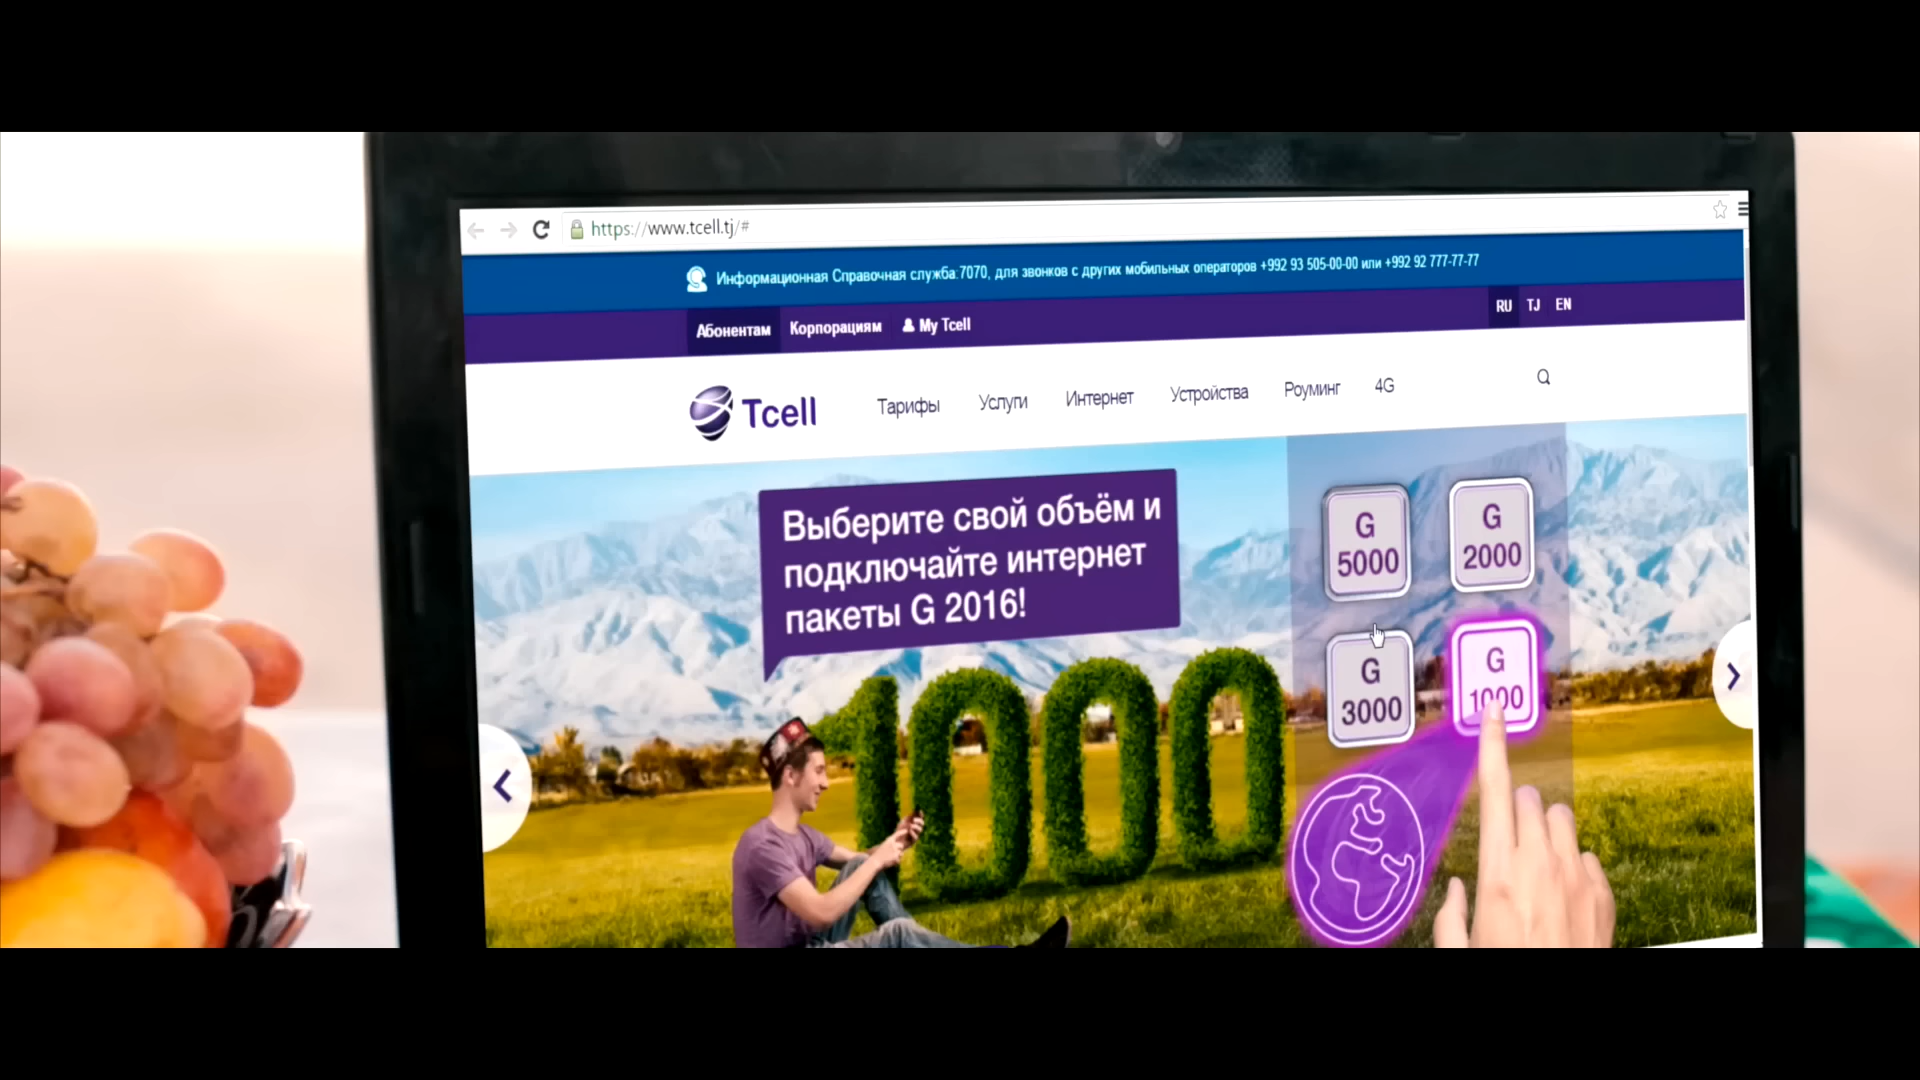 https://www.tcell.tj/#
Информационная Справочная служба:7070, для звонков с других мобильных операторов +992 93 505-00-00 или +992 92 777-77-77
Абонентам Корпорациям My Tcell RU TJ EN
Tcell Тарифы Услуги Интернет Устройства Роуминг 4G
Выберите свой объём и
подключайте интернет
пакеты G 2016!
G
5000
G
2000
G
3000
G
1000
1000